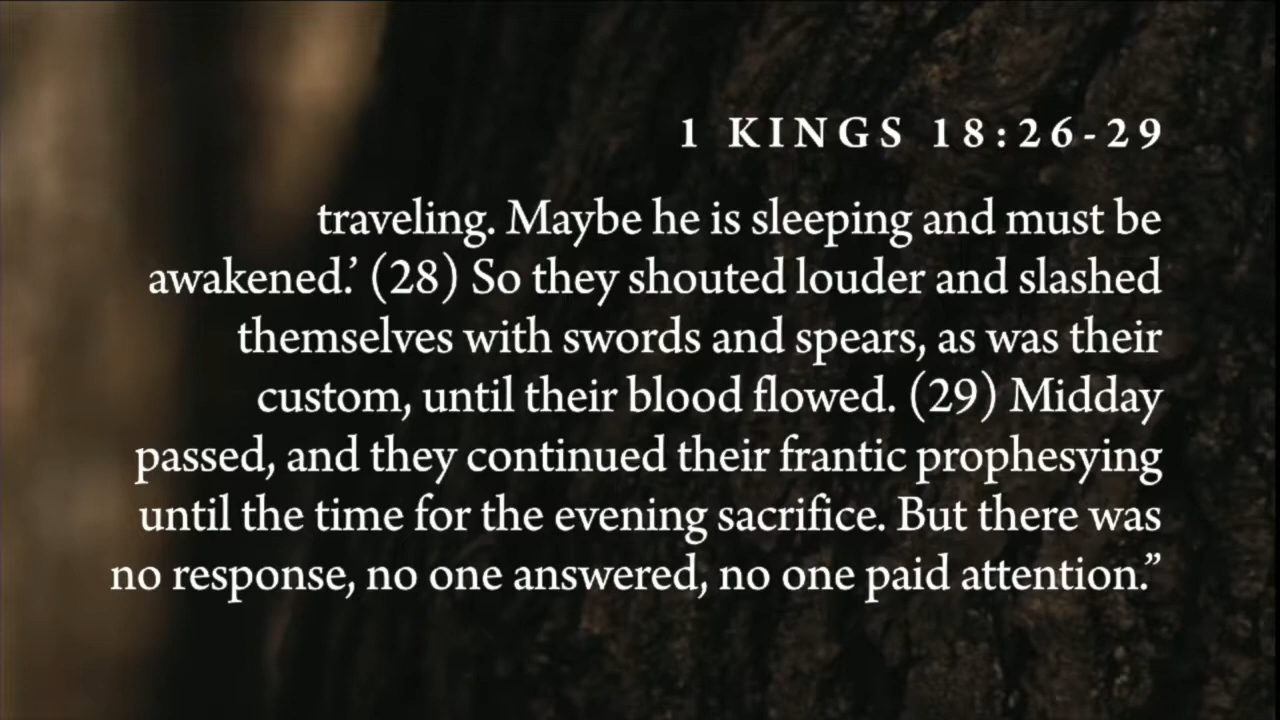 1 KINGS 18:26-29
traveling. Maybe he is sleeping and must be
awakened.’ (28) So they shouted louder and slashed
themselves with swords and spears, as was their
custom, until their blood flowed. (29) Midday
passed, and they continued their frantic prophesying
until the time for the evening sacrifice. But there was
no response, no one answered, no one paid attention.”